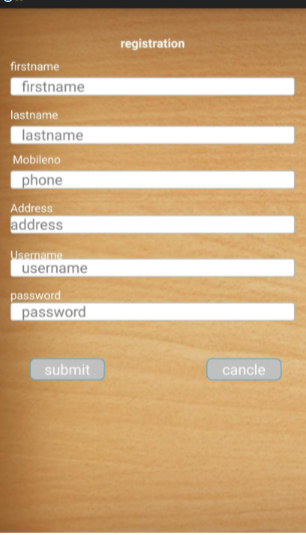 registration
firstname
firstname
lastname
lastname
Mobileno
phone
Address
address
Username
username
password
password
submit cancle